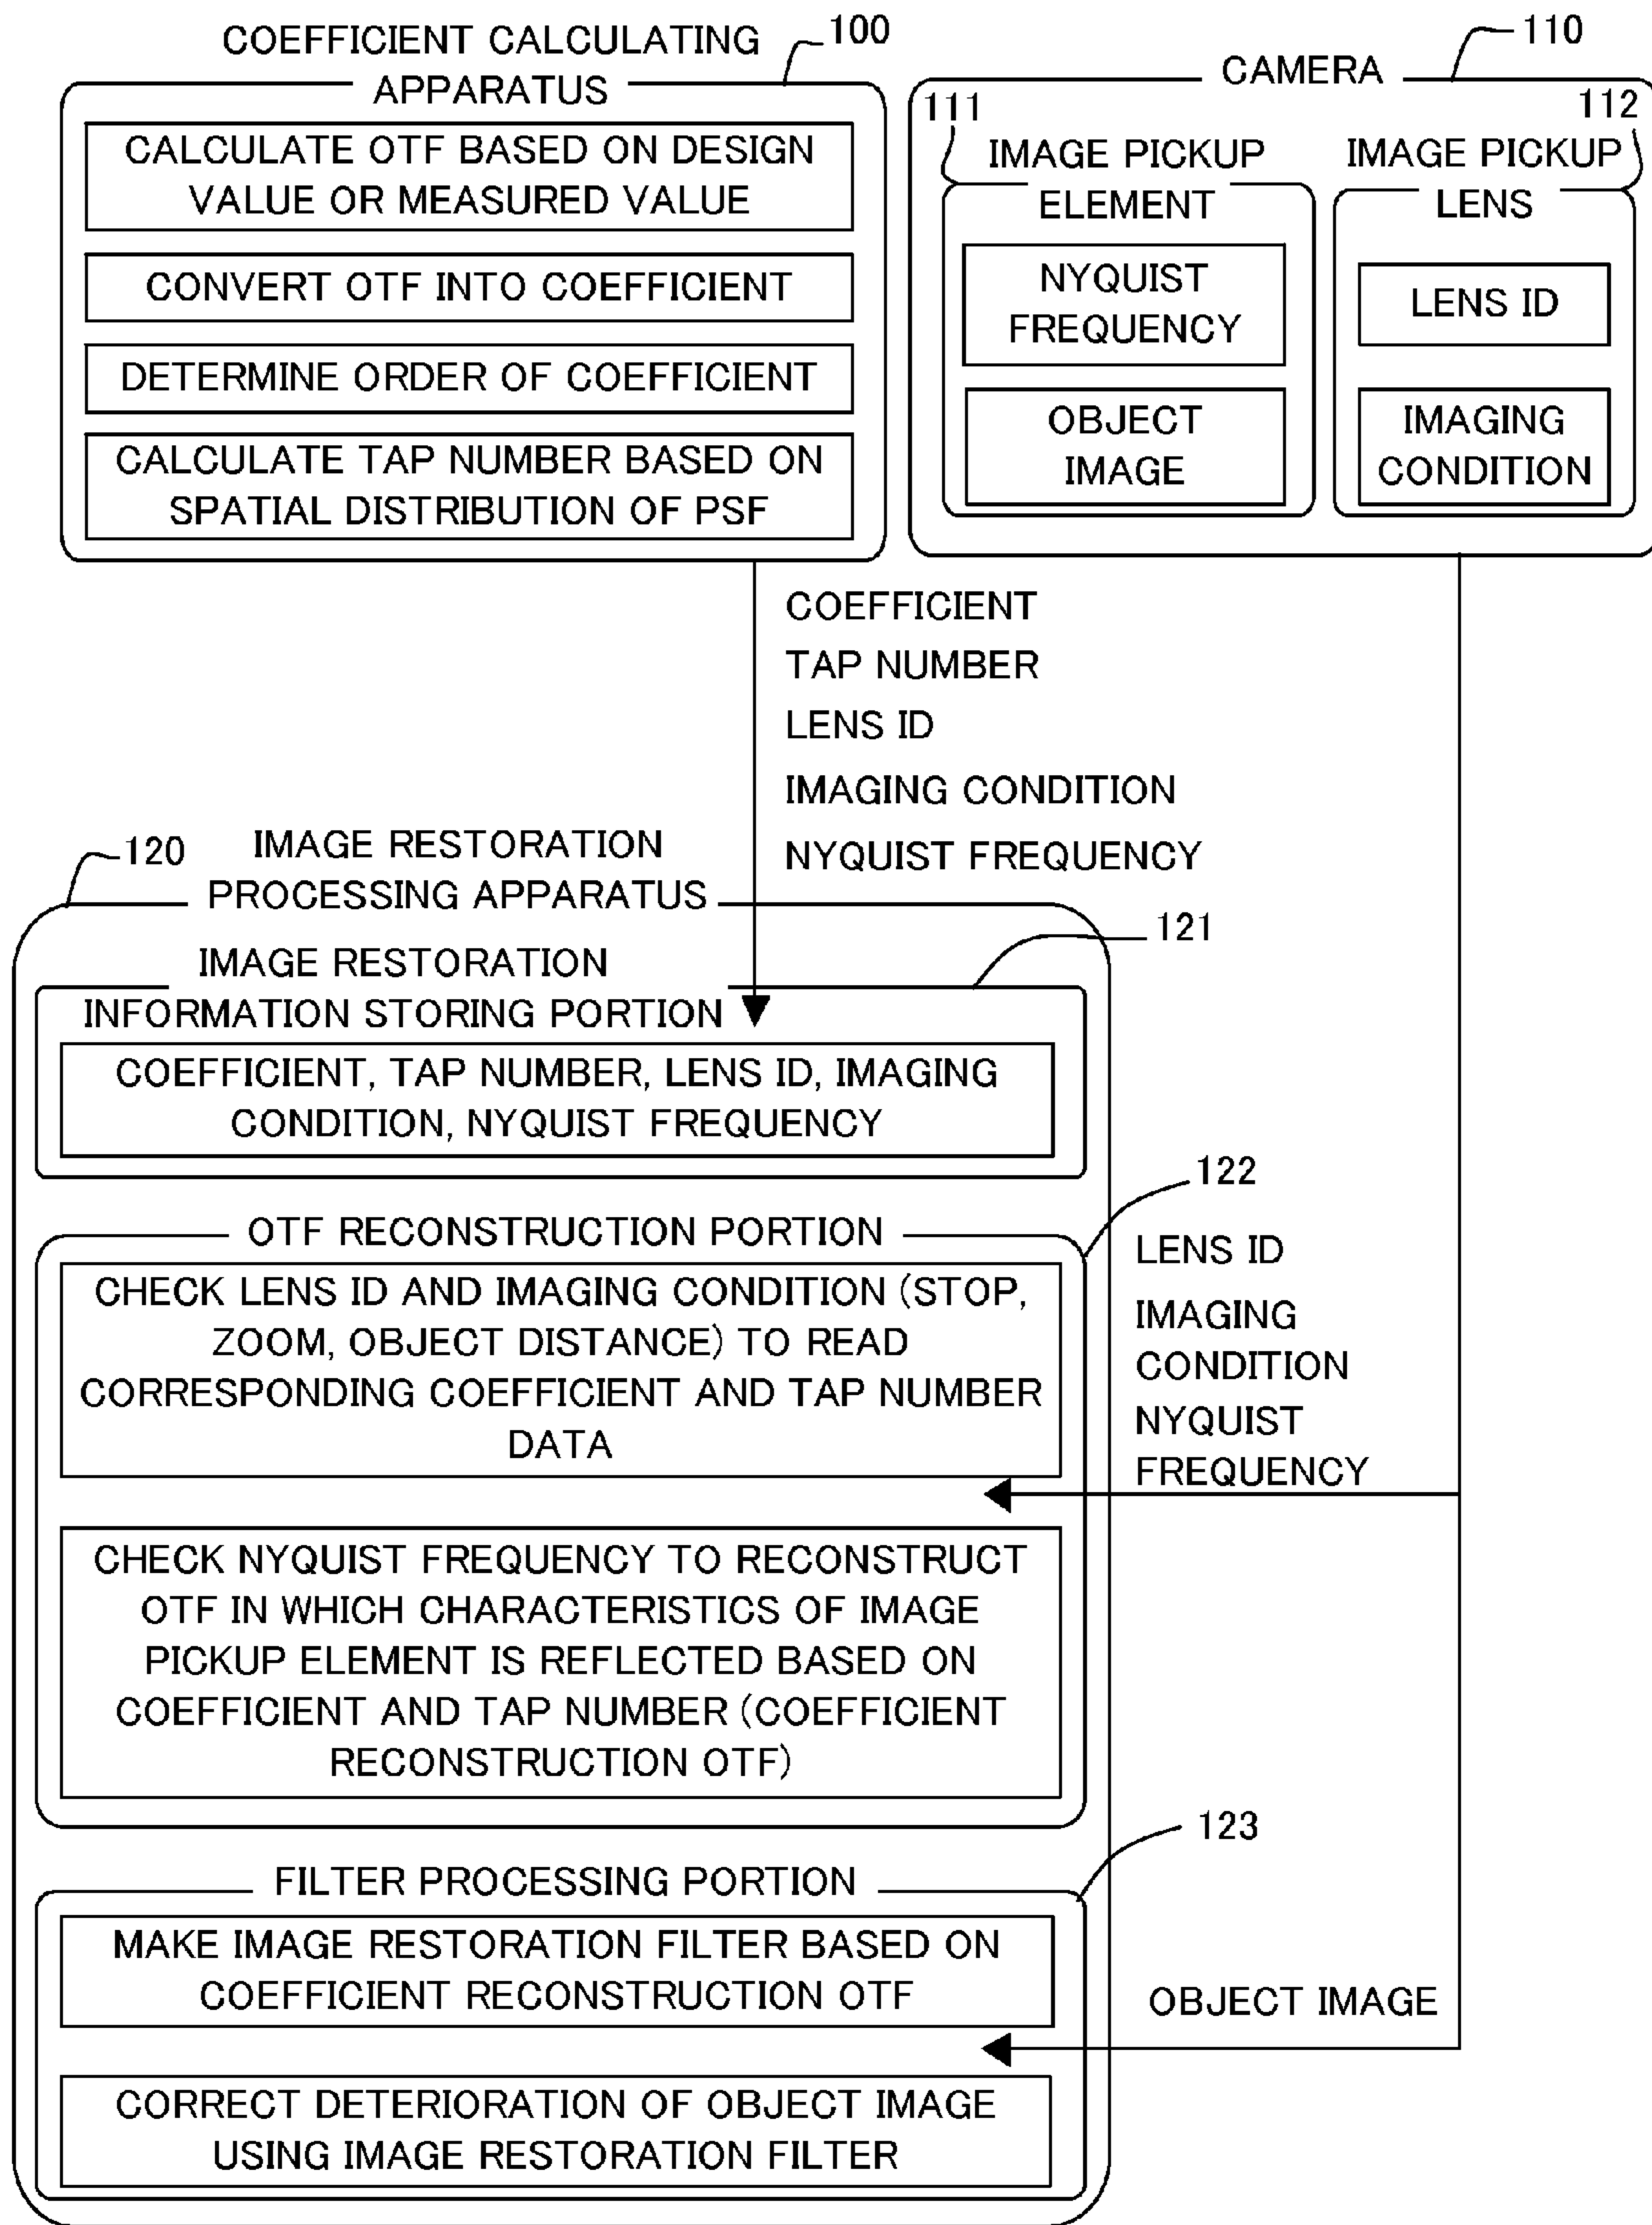 COEFFICIENT CALCULATING
APPARATUS
100
CALCULATE OTF BASED ON DESIGN
VALUE OR MEASURED VALUE
CONVERT OTF INTO COEFFICIENT
DETERMINE ORDER OF COEFFICIENT
CALCULATE TAP NUMBER BASED ON
SPATIAL DISTRIBUTION OF PSF
CAMERA
110
111
IMAGE PICKUP
ELEMENT
NYQUIST
FREQUENCY
OBJECT
IMAGE
112
IMAGE PICKUP
LENS
LENS ID
IMAGING
CONDITION
COEFFICIENT
TAP NUMBER
LENS ID
IMAGING CONDITION
NYQUIST FREQUENCY
120
IMAGE RESTORATION
PROCESSING APPARATUS
121
IMAGE RESTORATION
INFORMATION STORING PORTION
COEFFICIENT, TAP NUMBER, LENS ID, IMAGING
CONDITION, NYQUIST FREQUENCY
122
OTF RECONSTRUCTION PORTION
CHECK LENS ID AND IMAGING CONDITION (STOP,
ZOOM, OBJECT DISTANCE) TO READ
CORRESPONDING COEFFICIENT AND TAP NUMBER
DATA
LENS ID
IMAGING
CONDITION
NYQUIST
FREQUENCY
CHECK NYQUIST FREQUENCY TO RECONSTRUCT
OTF IN WHICH CHARACTERISTICS OF IMAGE
PICKUP ELEMENT IS REFLECTED BASED ON
COEFFICIENT AND TAP NUMBER (COEFFICIENT
RECONSTRUCTION OTF)
123
FILTER PROCESSING PORTION
MAKE IMAGE RESTORATION FILTER BASED ON
COEFFICIENT RECONSTRUCTION OTF
OBJECT IMAGE
CORRECT DETERIORATION OF OBJECT IMAGE
USING IMAGE RESTORATION FILTER